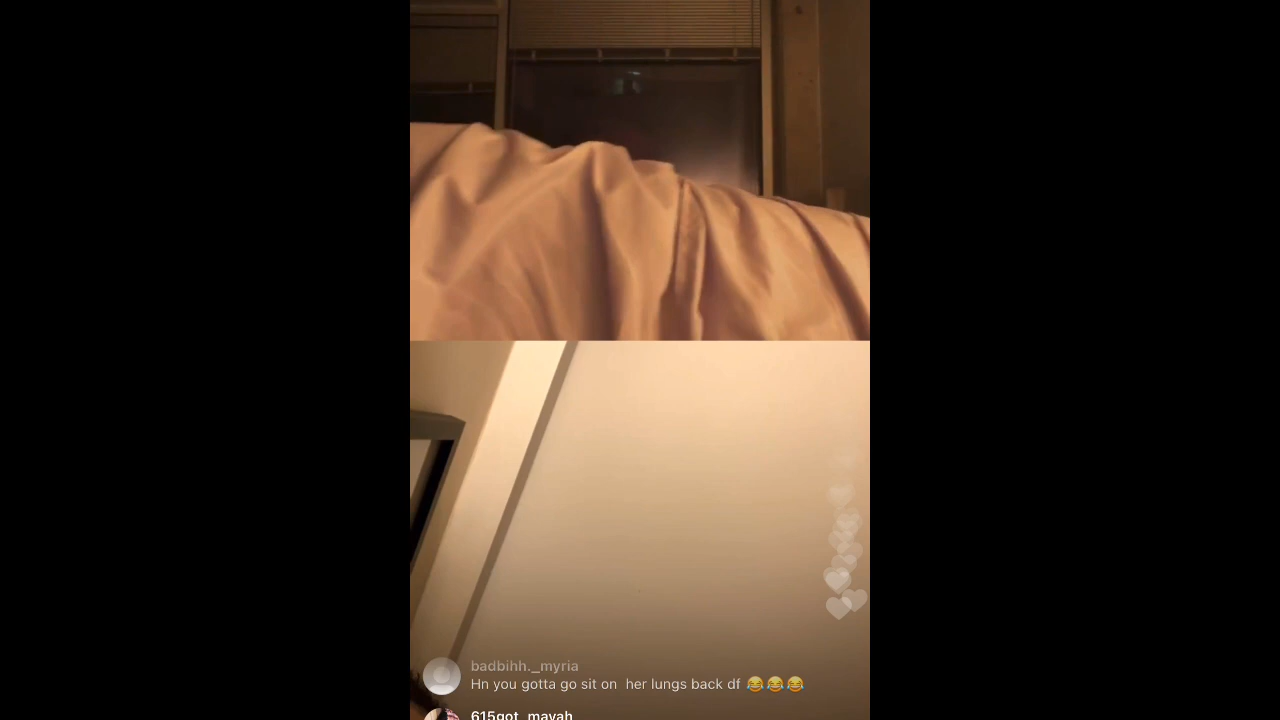 badbihh._myria
Hn you gotta go sit on  her lungs back df 😂😂😂
615got_mayah